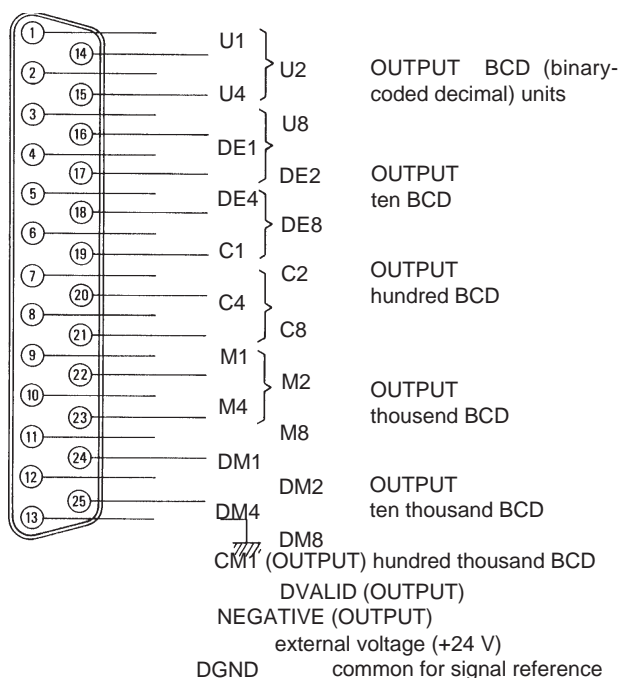 1
U1
14
2
U2 OUTPUT BCD (binary-
15
U4 coded decimal) units
3
U8
16
DE1
4
17
DE2 OUTPUT
5
DE4 ten BCD
18
DE8
6
19
C1
7
C2 OUTPUT
20
C4 hundred BCD
8
21
C8
9
M1
22
M2 OUTPUT
10
M4 thousend BCD
23
11
M8
24
DM1
12
DM2 OUTPUT
25
DM4 ten thousand BCD
13
DM8
CM1 (OUTPUT) hundred thousand BCD
DVALID (OUTPUT)
NEGATIVE (OUTPUT)
external voltage (+24 V)
DGND common for signal reference